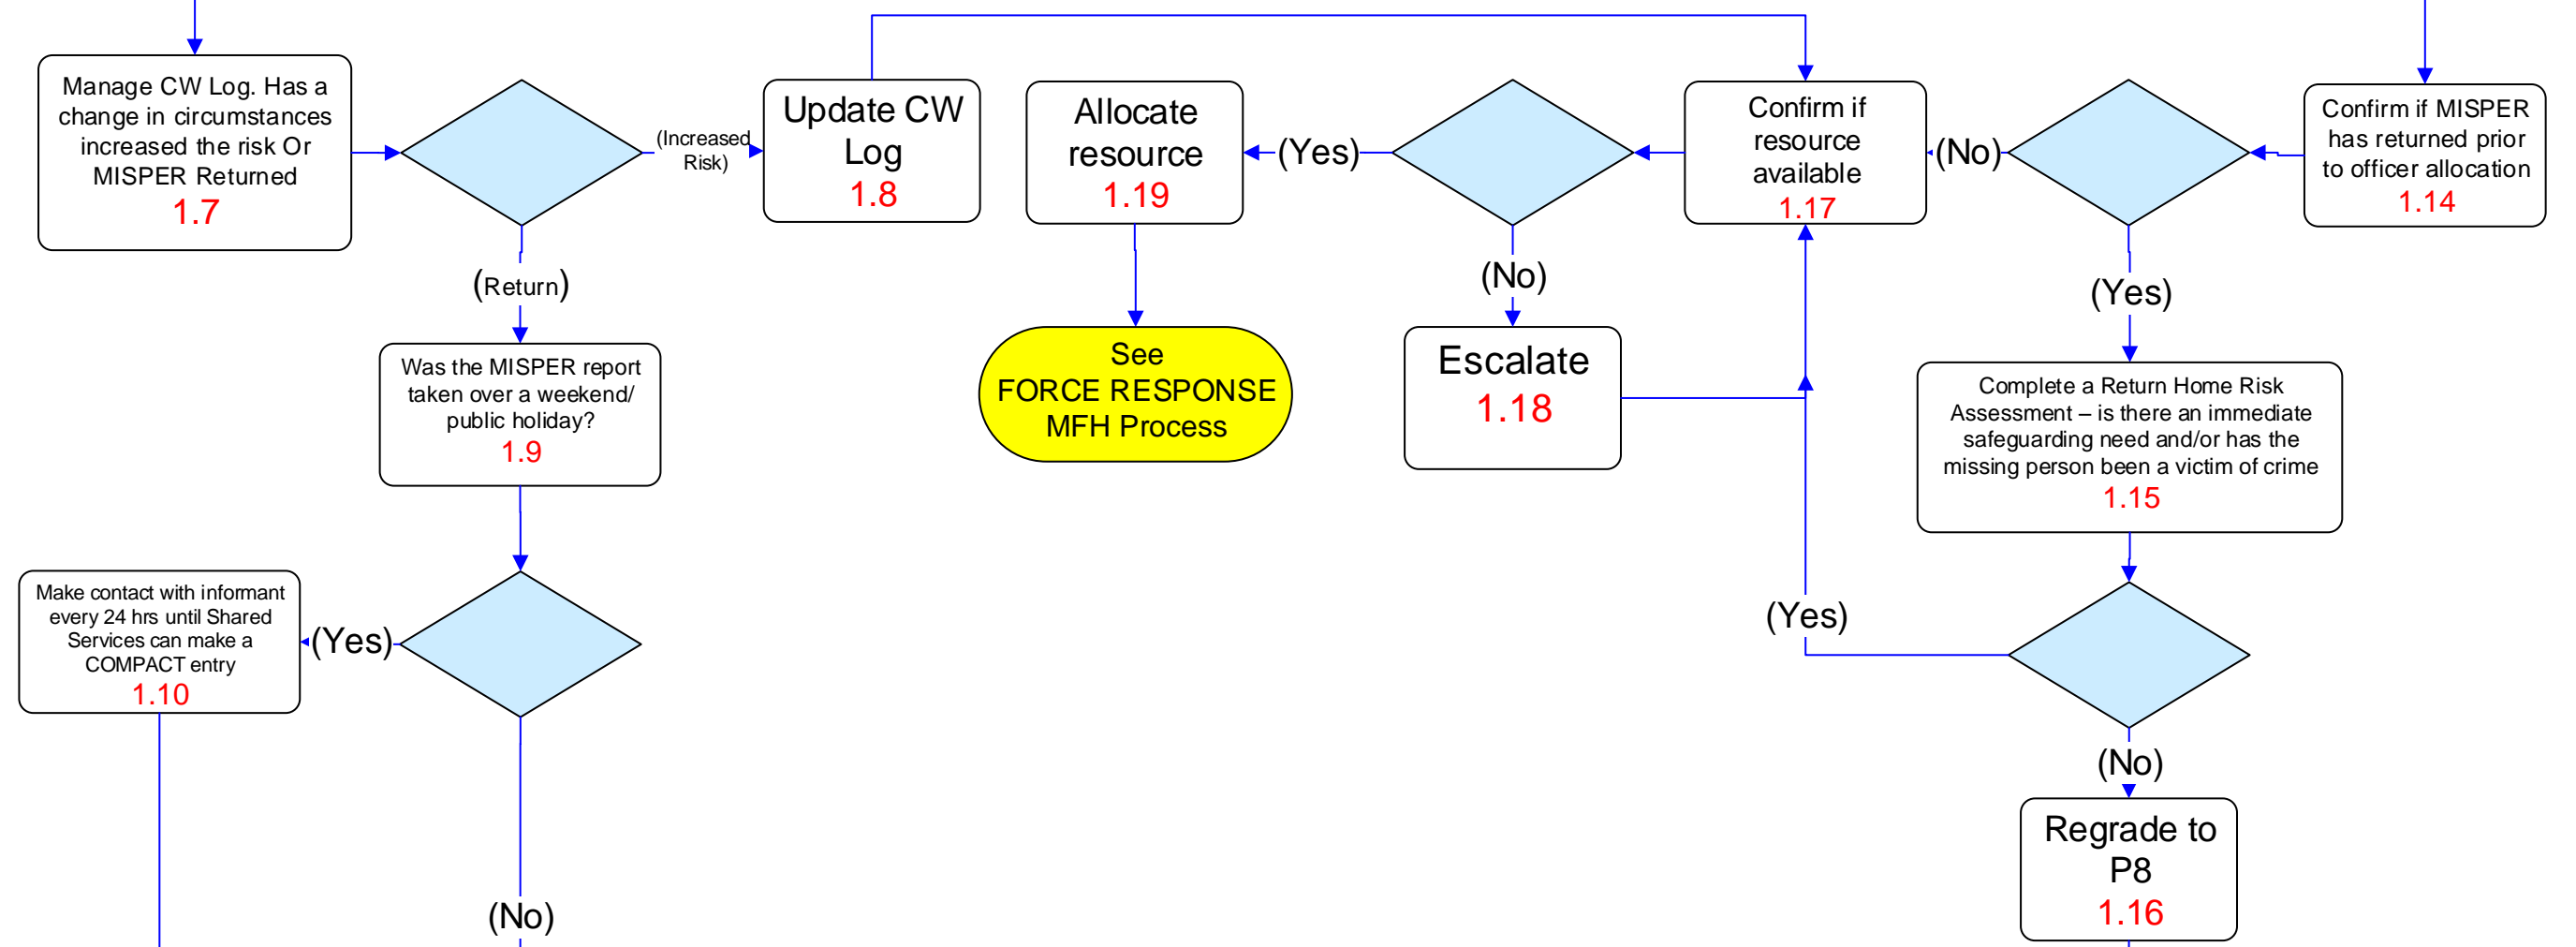 Manage CW Log. Has a
change in circumstances
increased the risk Or
MISPER Returned
1.7
(Increased
Risk)
Update CW
Log
1.8
Allocate
resource
1.19
(Yes)
Confirm if
resource
available
1.17
(No)
Confirm if MISPER
has returned prior
to officer allocation
1.14
(Return)
(No)
(Yes)
Was the MISPER report
taken over a weekend/
public holiday?
1.9
See
FORCE RESPONSE
MFH Process
Escalate
1.18
Complete a Return Home Risk
Assessment – is there an immediate
safeguarding need and/or has the
missing person been a victim of crime
1.15
Make contact with informant
every 24 hrs until Shared
Services can make a
COMPACT entry
1.10
(Yes)
(Yes)
(No)
Regrade to
P8
1.16
(No)